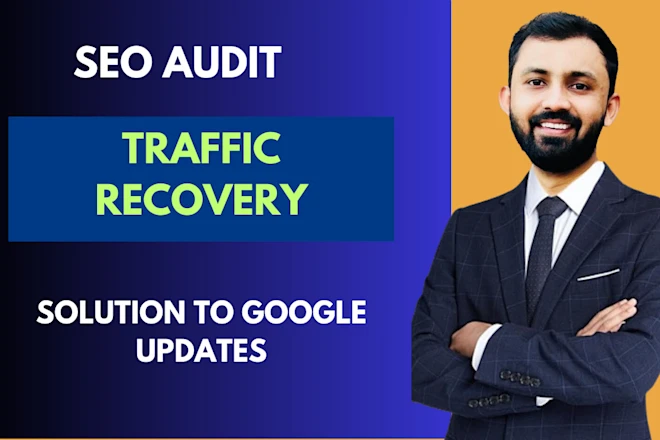 SEO AUDIT
TRAFFIC
RECOVERY
SOLUTION TO GOOGLE
UPDATES